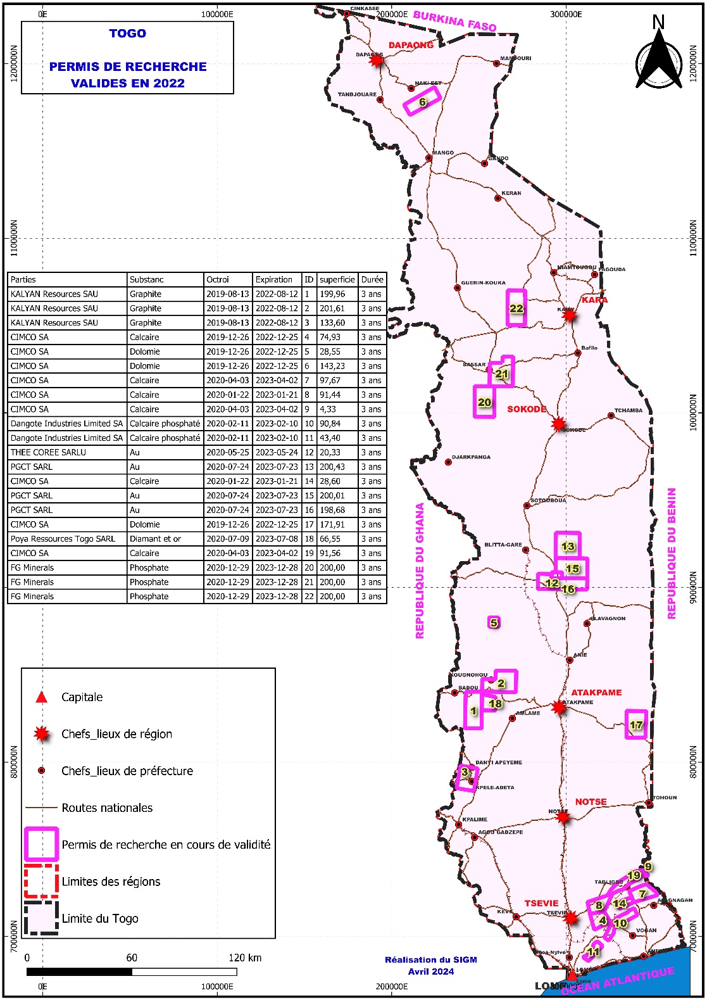 TOGO
PERMIS DE RECHERCHE
VALIDES EN 2022
0E 100000E 200000E 300000E
1200000N
1100000N
1000000N
900000N
800000N
700000N
N
BURKINA FASO
CINKASSE
DAPAONG
DAPAONG
MANDOURI
NAKI-EST
TANDJOUARE
6
MANGO
GANDO
KERAN
NIAMTOUGOU
PAGOUDA
GUERIN-KOUKA
KARA
KARA
22
Bafilo
BASSAR
21
20
SOKODE
SOKODE
TCHAMBA
DJARKPANGA
SOTOUBOUA
REPUBLIQUE DU GHANA
REPUBLIQUE DU BENIN
BLITTA-GARE
13
15
12
16
ELAVAGNON
5
ANIE
KOUGNOHOU
2
BADOU
18
1
ATAKPAME
ATAKPAME
AMLAME
17
DANYI APEYEME
3
KPELE-ADETA
NOTSE
NOTSE
TOHOUN
KPALIME
AGOU GADZEPE
9
19
TABLIGBO
7
14
8
AFAGNAGAN
TSEVIE
TSEVIE
KEVE
4
10
VOGAN
11
ANEHO
LOME
Lomé
OCEAN ATLANTIQUE
Parties Substanc Octroi Expiration ID superficie Durée
KALYAN Resources SAU Graphite 2019-08-13 2022-08-12 1 199,96 3 ans
KALYAN Resources SAU Graphite 2019-08-13 2022-08-12 2 201,61 3 ans
KALYAN Resources SAU Graphite 2019-08-13 2022-08-12 3 133,60 3 ans
CIMCO SA Calcaire 2019-12-26 2022-12-25 4 74,93 3 ans
CIMCO SA Dolomie 2019-12-26 2022-12-25 5 28,55 3 ans
CIMCO SA Dolomie 2019-12-26 2022-12-25 6 143,23 3 ans
CIMCO SA Calcaire 2020-04-03 2023-04-02 7 97,67 3 ans
CIMCO SA Calcaire 2020-01-22 2023-01-21 8 91,44 3 ans
CIMCO SA Calcaire 2020-04-03 2023-04-02 9 4,33 3 ans
Dangote Industries Limited SA Calcaire phosphaté 2020-02-11 2023-02-10 10 90,84 3 ans
Dangote Industries Limited SA Calcaire phosphaté 2020-02-11 2023-02-10 11 43,40 3 ans
THEE COREE SARLU Au 2020-05-25 2023-05-24 12 20,33 3 ans
PGCT SARL Au 2020-07-24 2023-07-23 13 200,43 3 ans
CIMCO SA Calcaire 2020-01-22 2023-01-21 14 28,60 3 ans
PGCT SARL Au 2020-07-24 2023-07-23 15 200,01 3 ans
PGCT SARL Au 2020-07-24 2023-07-23 16 198,68 3 ans
CIMCO SA Dolomie 2019-12-26 2022-12-25 17 171,91 3 ans
Poya Ressources Togo SARL Diamant et or 2020-07-09 2023-07-08 18 66,55 3 ans
CIMCO SA Calcaire 2020-04-03 2023-04-02 19 91,56 3 ans
FG Minerals Phosphate 2020-12-29 2023-12-28 20 200,00 3 ans
FG Minerals Phosphate 2020-12-29 2023-12-28 21 200,00 3 ans
FG Minerals Phosphate 2020-12-29 2023-12-28 22 200,00 3 ans
Capitale
Chefs_lieux de région
Chefs_lieux de préfecture
Routes nationales
Permis de recherche en cours de validité
Limites des régions
Limite du Togo
0 60 120 km
Réalisation du SIGM
Avril 2024
0E 100000E 200000E 300000E
1200000N
1100000N
1000000N
900000N
800000N
700000N